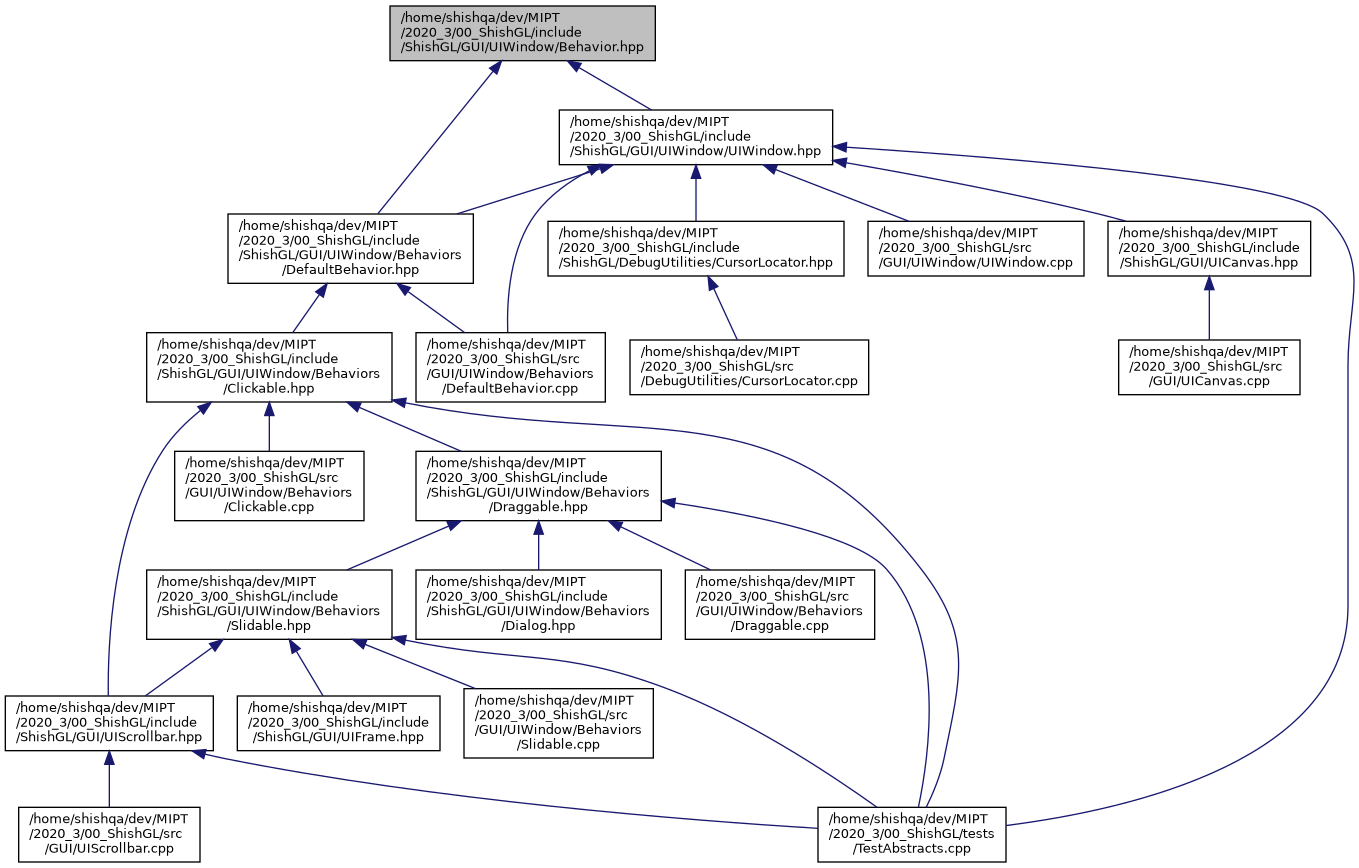 /home/shishqa/dev/MIPT
/2020_3/00_ShishGL/include
/ShishGL/GUI/UIWindow/Behavior.hpp
/home/shishqa/dev/MIPT
/2020_3/00_ShishGL/include
/ShishGL/GUI/UIWindow/UIWindow.hpp
/home/shishqa/dev/MIPT
/2020_3/00_ShishGL/include
/ShishGL/GUI/UIWindow/Behaviors
/DefaultBehavior.hpp
/home/shishqa/dev/MIPT
/2020_3/00_ShishGL/include
/ShishGL/DebugUtilities/CursorLocator.hpp
/home/shishqa/dev/MIPT
/2020_3/00_ShishGL/src
/GUI/UIWindow/UIWindow.cpp
/home/shishqa/dev/MIPT
/2020_3/00_ShishGL/include
/ShishGL/GUI/UICanvas.hpp
/home/shishqa/dev/MIPT
/2020_3/00_ShishGL/include
/ShishGL/GUI/UIWindow/Behaviors
/Clickable.hpp
/home/shishqa/dev/MIPT
/2020_3/00_ShishGL/src
/GUI/UIWindow/Behaviors
/DefaultBehavior.cpp
/home/shishqa/dev/MIPT
/2020_3/00_ShishGL/src
/DebugUtilities/CursorLocator.cpp
/home/shishqa/dev/MIPT
/2020_3/00_ShishGL/src
/GUI/UICanvas.cpp
/home/shishqa/dev/MIPT
/2020_3/00_ShishGL/src
/GUI/UIWindow/Behaviors
/Clickable.cpp
/home/shishqa/dev/MIPT
/2020_3/00_ShishGL/include
/ShishGL/GUI/UIWindow/Behaviors
/Draggable.hpp
/home/shishqa/dev/MIPT
/2020_3/00_ShishGL/include
/ShishGL/GUI/UIWindow/Behaviors
/Slidable.hpp
/home/shishqa/dev/MIPT
/2020_3/00_ShishGL/include
/ShishGL/GUI/UIWindow/Behaviors
/Dialog.hpp
/home/shishqa/dev/MIPT
/2020_3/00_ShishGL/src
/GUI/UIWindow/Behaviors
/Draggable.cpp
/home/shishqa/dev/MIPT
/2020_3/00_ShishGL/include
/ShishGL/GUI/UIScrollbar.hpp
/home/shishqa/dev/MIPT
/2020_3/00_ShishGL/include
/ShishGL/GUI/UIFrame.hpp
/home/shishqa/dev/MIPT
/2020_3/00_ShishGL/src
/GUI/UIWindow/Behaviors
/Slidable.cpp
/home/shishqa/dev/MIPT
/2020_3/00_ShishGL/src
/GUI/UIScrollbar.cpp
/home/shishqa/dev/MIPT
/2020_3/00_ShishGL/tests
/TestAbstracts.cpp